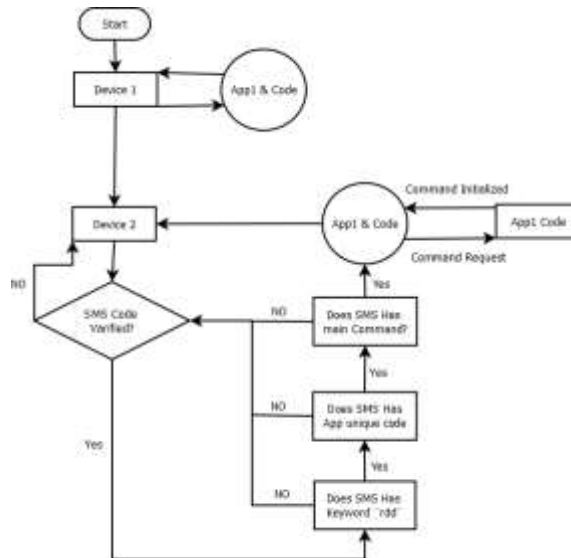 Start
Device 1
App1 & Code
Device 2
App1 & Code
Command Initialized
App1 Code
Command Request
NO
SMS Code
Varified?
Yes
NO
Does SMS Has
main Command?
Yes
NO
Does SMS Has
App unique code
Yes
NO
Does SMS Has
Keyword "rdd"
Yes